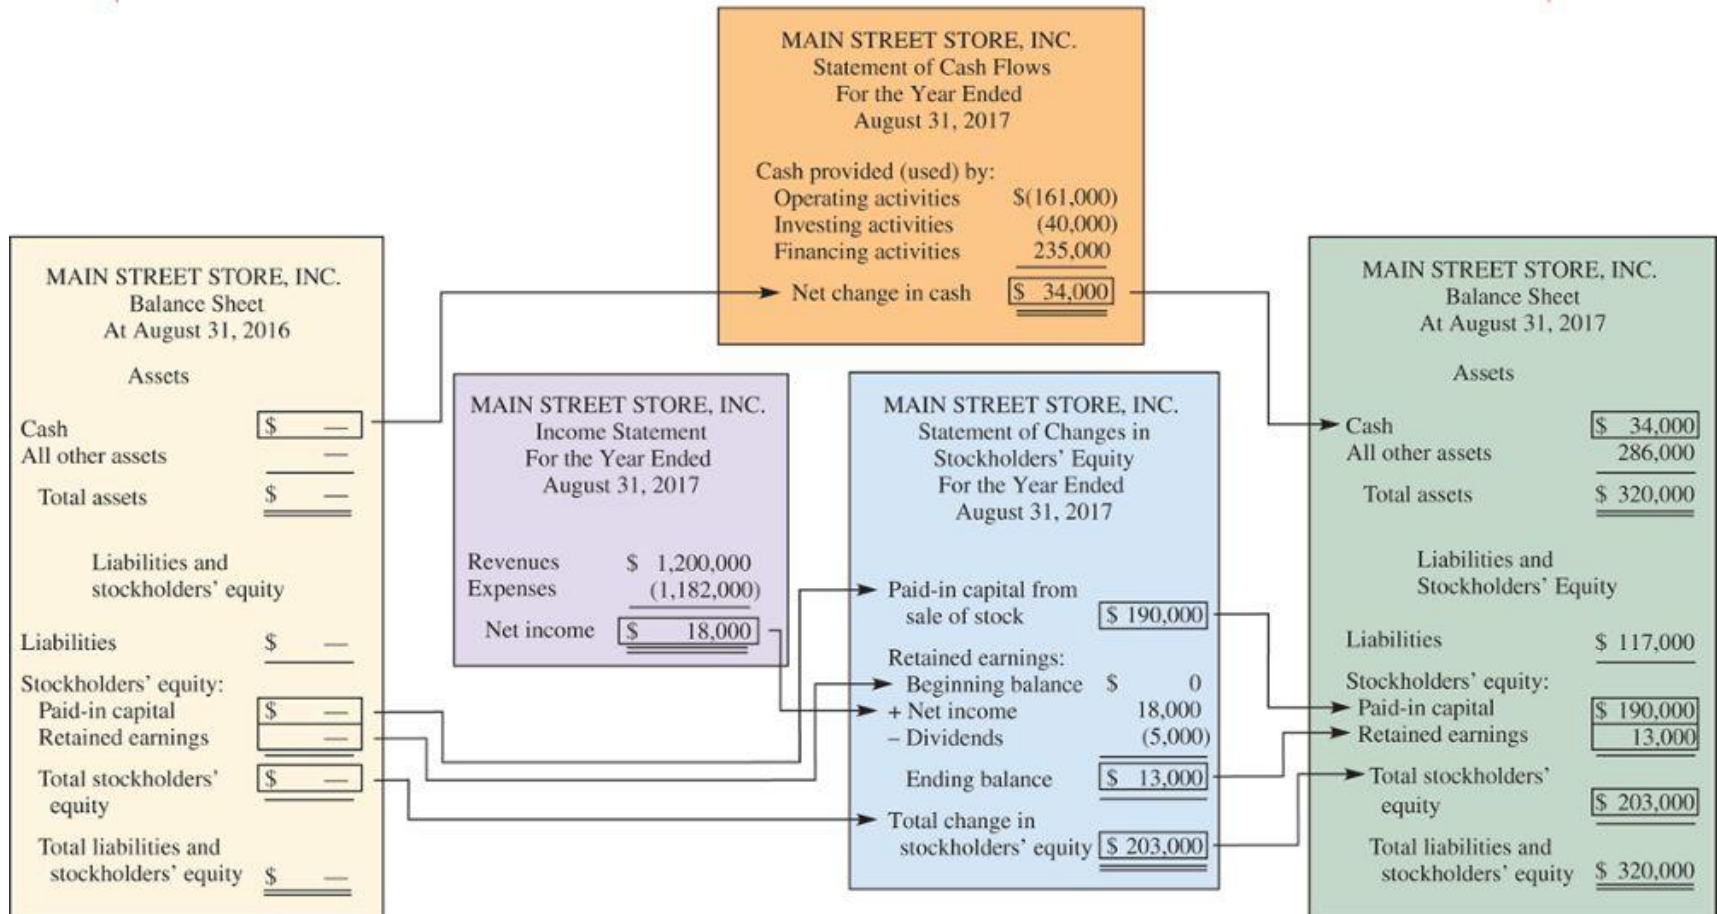 MAIN STREET STORE, INC.
Statement of Cash Flows
For the Year Ended
August 31, 2017
Cash provided (used) by:
Operating activities $(161,000)
Investing activities (40,000)
Financing activities 235,000
Net change in cash $ 34,000
MAIN STREET STORE, INC.
Balance Sheet
At August 31, 2016
Assets
Cash $ —
All other assets —
Total assets $ —
Liabilities and
stockholders’ equity
Liabilities $ —
Stockholders’ equity:
Paid-in capital $ —
Retained earnings —
Total stockholders’
equity $ —
Total liabilities and
stockholders’ equity $ —
MAIN STREET STORE, INC.
Income Statement
For the Year Ended
August 31, 2017
Revenues $ 1,200,000
Expenses (1,182,000)
Net income $ 18,000
MAIN STREET STORE, INC.
Statement of Changes in
Stockholders’ Equity
For the Year Ended
August 31, 2017
Paid-in capital from
sale of stock $ 190,000
Retained earnings:
Beginning balance $ 0
+ Net income 18,000
– Dividends (5,000)
Ending balance $ 13,000
Total change in
stockholders’ equity $ 203,000
MAIN STREET STORE, INC.
Balance Sheet
At August 31, 2017
Assets
Cash $ 34,000
All other assets 286,000
Total assets $ 320,000
Liabilities and
Stockholders’ Equity
Liabilities $ 117,000
Stockholders’ equity:
Paid-in capital $ 190,000
Retained earnings 13,000
Total stockholders’
equity $ 203,000
Total liabilities and
stockholders’ equity $ 320,000